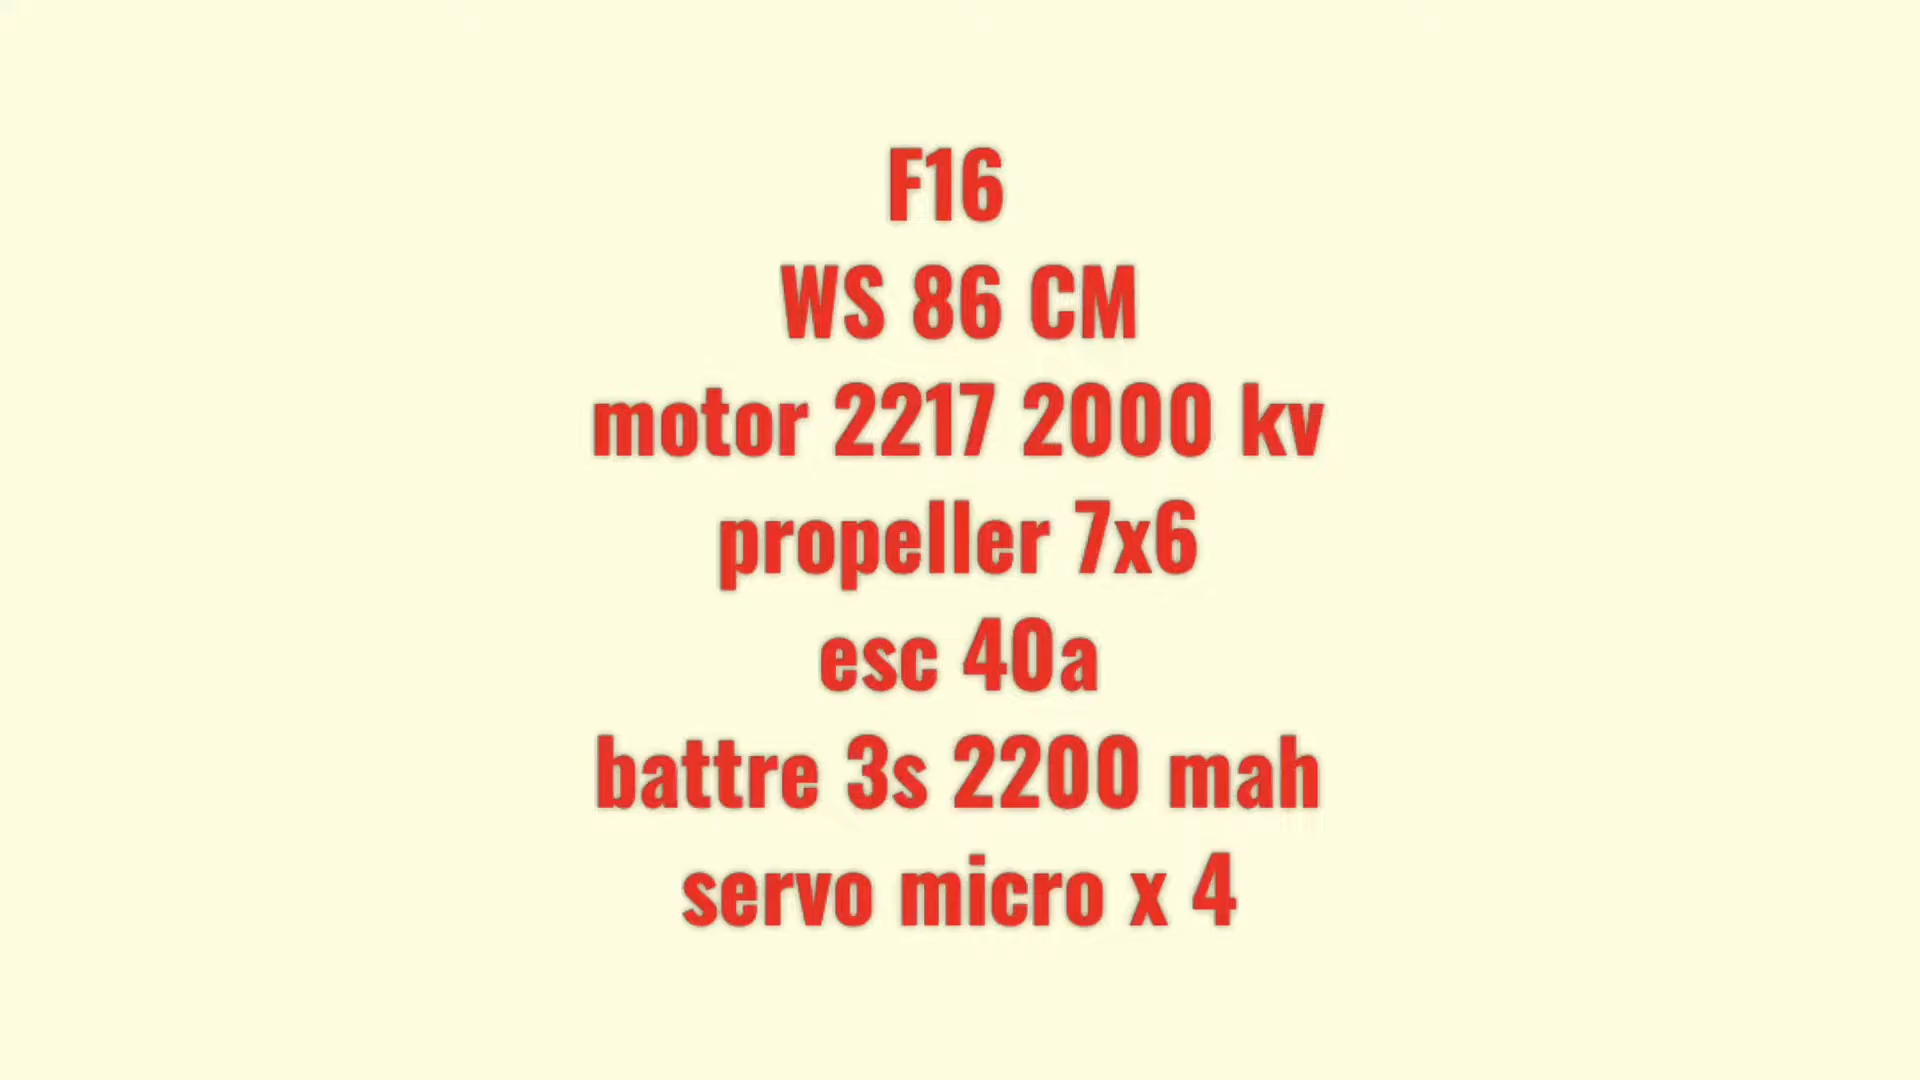 F16
WS 86 CM
motor 2217 2000 kv
propeller 7x6
esc 40a
battre 3s 2200 mah
servo micro x 4